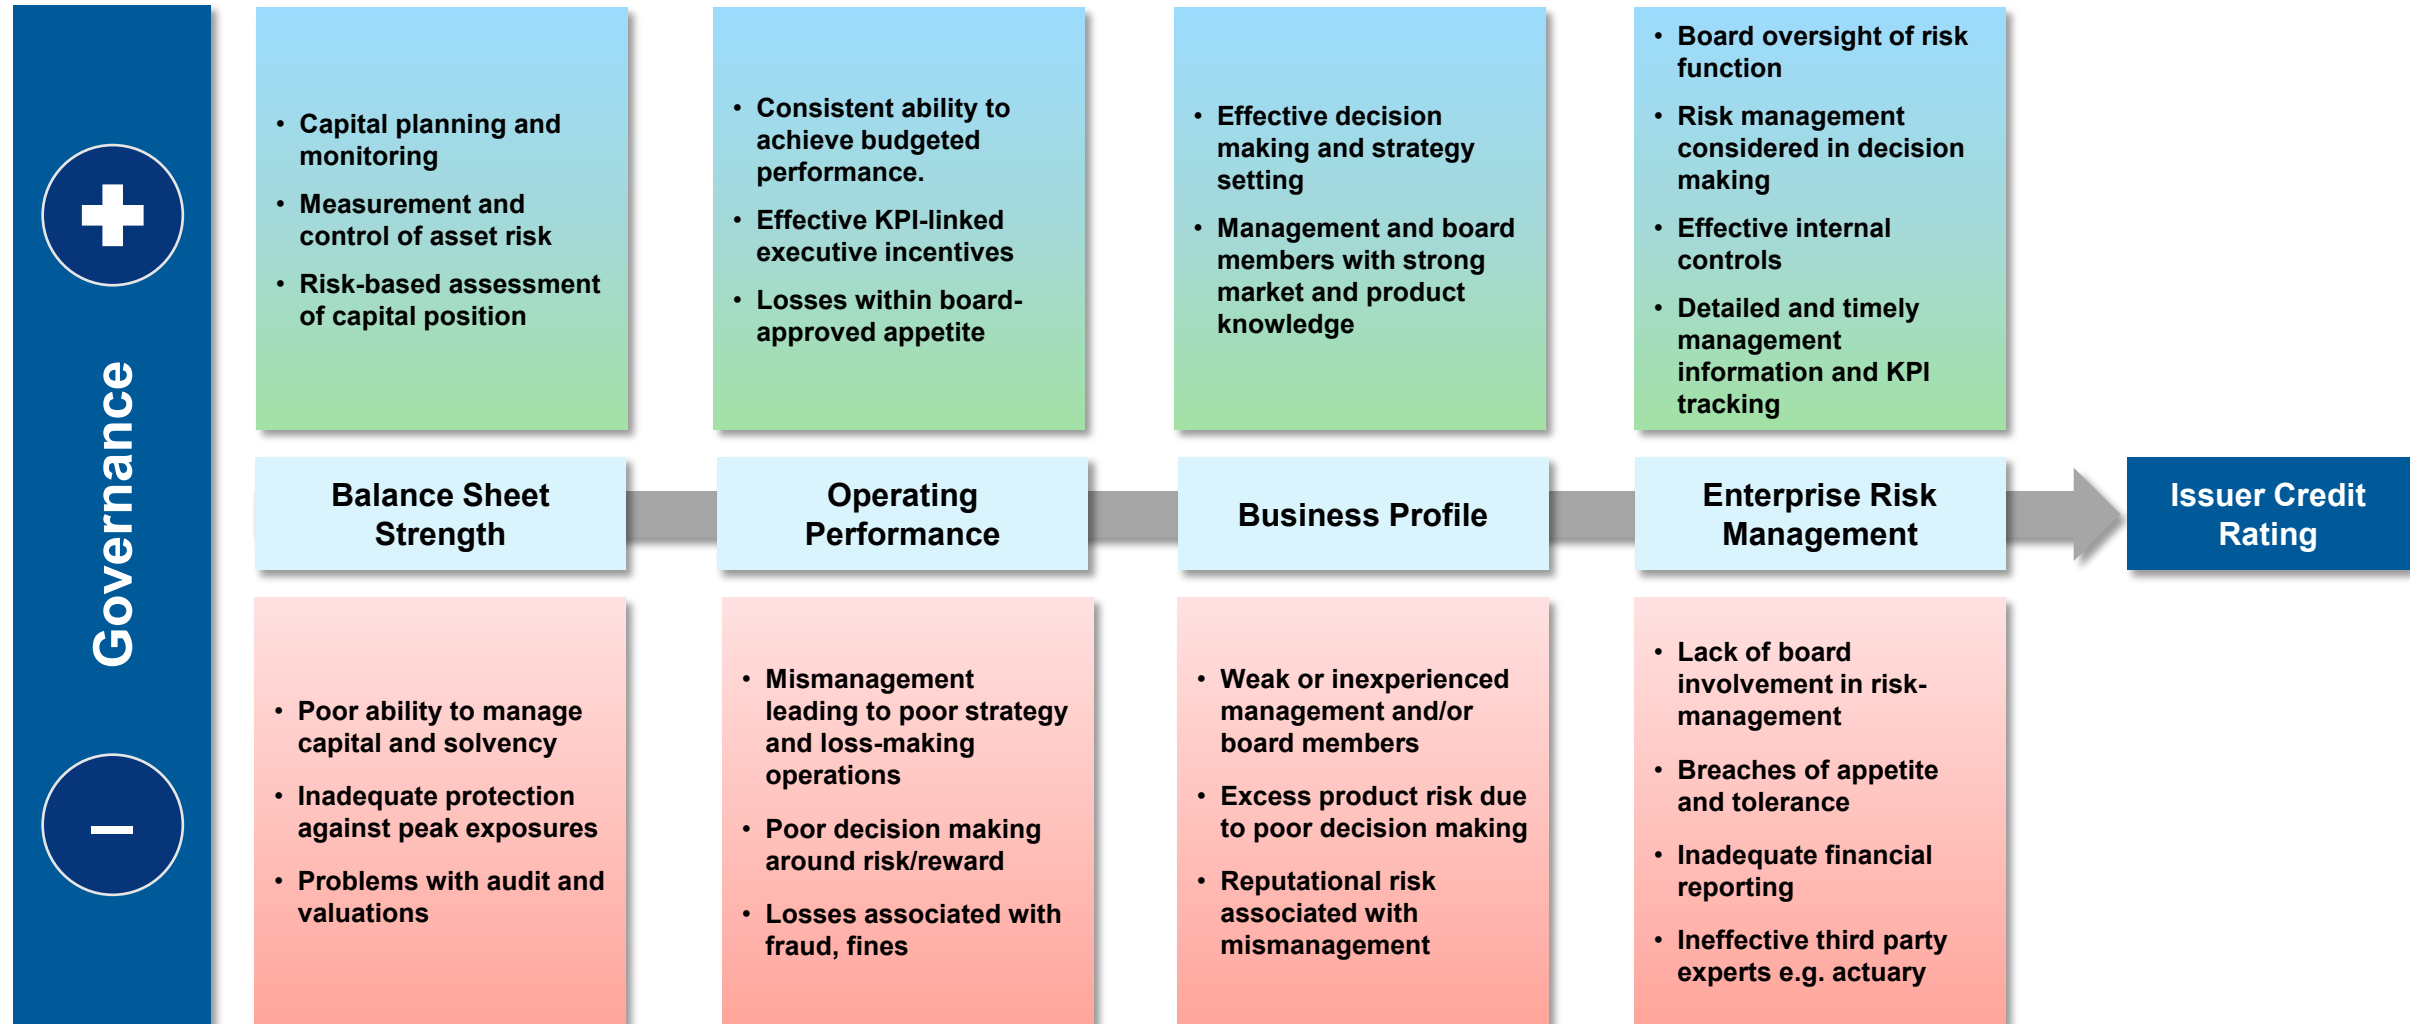 Governance
• Capital planning and
monitoring
• Measurement and
control of asset risk
• Risk-based assessment
of capital position
• Consistent ability to
achieve budgeted
performance.
• Effective KPI-linked
executive incentives
• Losses within board-
approved appetite
• Effective decision
making and strategy
setting
• Management and board
members with strong
market and product
knowledge
• Board oversight of risk
function
• Risk management
considered in decision
making
• Effective internal
controls
• Detailed and timely
management
information and KPI
tracking
Balance Sheet
Strength
Operating
Performance
Business Profile
Enterprise Risk
Management
Issuer Credit
Rating
• Poor ability to manage
capital and solvency
• Inadequate protection
against peak exposures
• Problems with audit and
valuations
• Mismanagement
leading to poor strategy
and loss-making
operations
• Poor decision making
around risk/reward
• Losses associated with
fraud, fines
• Weak or inexperienced
management and/or
board members
• Excess product risk due
to poor decision making
• Reputational risk
associated with
mismanagement
• Lack of board
involvement in risk-
management
• Breaches of appetite
and tolerance
• Inadequate financial
reporting
• Ineffective third party
experts e.g. actuary